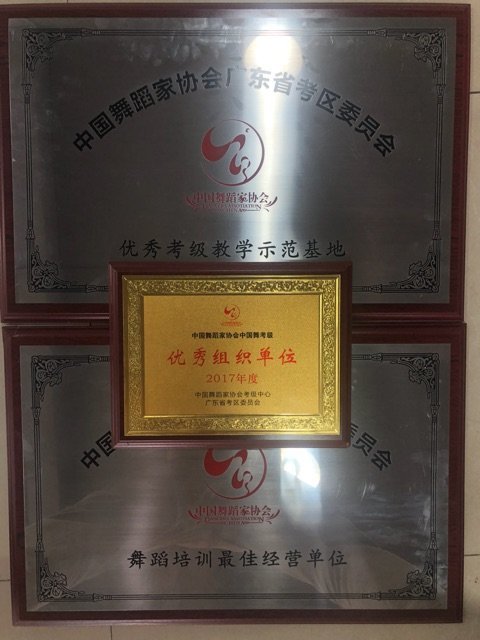 中国舞蹈家协会广东省考区委员会
中国舞蹈家协会
优秀考级教学示范基地
中国舞蹈家协会中国舞考级
优秀组织单位
2017年度
中国舞蹈家协会考级中心
广东省考区委员会
中
员会
中国舞蹈家协会
舞蹈培训最佳经营单位